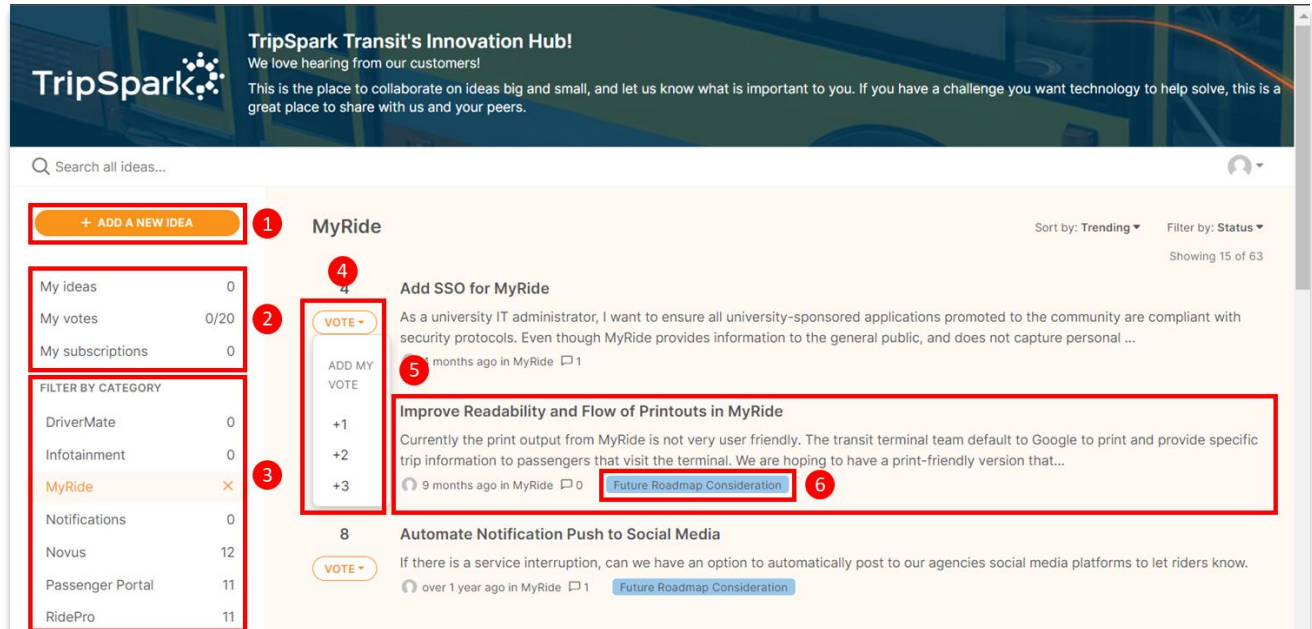 TripSpark
TripSpark Transit's Innovation Hub!
We love hearing from our customers!
This is the place to collaborate on ideas big and small, and let us know what is important to you. If you have a challenge you want technology to help solve, this is a
great place to share with us and your peers.
Search all ideas...
+ ADD A NEW IDEA
1
My ideas 0
My votes 0/20
My subscriptions 0
2
FILTER BY CATEGORY
DriverMate 0
Infotainment 0
MyRide ×
Notifications 0
Novus 12
Passenger Portal 11
RidePro 11
3
MyRide
Sort by: Trending
Filter by: Status
Showing 15 of 63
4
4
VOTE
ADD MY
VOTE
+1
+2
+3
Add SSO for MyRide
As a university IT administrator, I want to ensure all university-sponsored applications promoted to the community are compliant with
security protocols. Even though MyRide provides information to the general public, and does not capture personal ...
months ago in MyRide 1
5
Improve Readability and Flow of Printouts in MyRide
Currently the print output from MyRide is not very user friendly. The transit terminal team default to Google to print and provide specific
trip information to passengers that visit the terminal. We are hoping to have a print-friendly version that...
9 months ago in MyRide 0 Future Roadmap Consideration
6
8
VOTE
Automate Notification Push to Social Media
If there is a service interruption, can we have an option to automatically post to our agencies social media platforms to let riders know.
over 1 year ago in MyRide 1 Future Roadmap Consideration